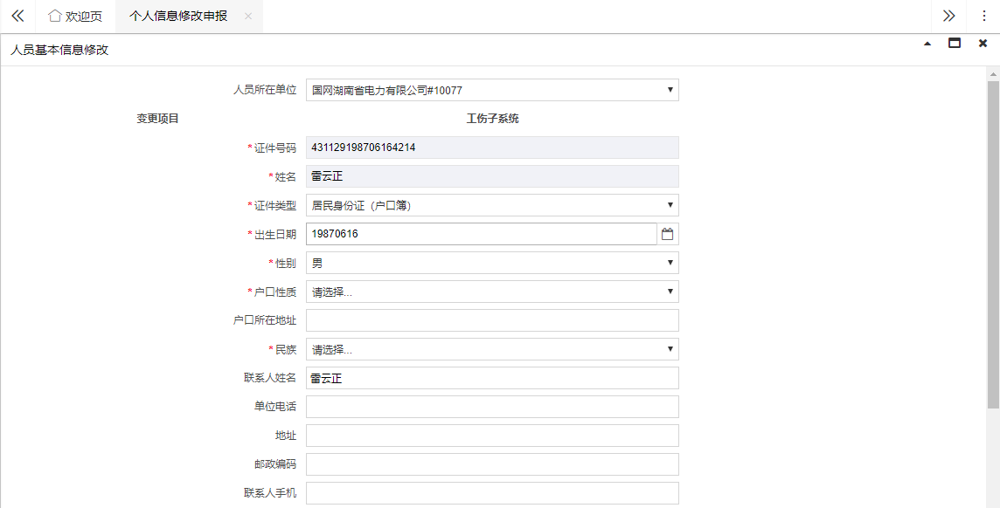 欢迎页 个人信息修改申报
人员基本信息修改
人员所在单位 国网湖南省电力有限公司#10077
变更项目 工伤子系统
*证件号码 431129198706164214
*姓名 雷云正
*证件类型 居民身份证（户口簿）
*出生日期 19870616
*性别 男
*户口性质 请选择...
户口所在地址
*民族 请选择...
联系人姓名 雷云正
单位电话
地址
邮政编码
联系人手机